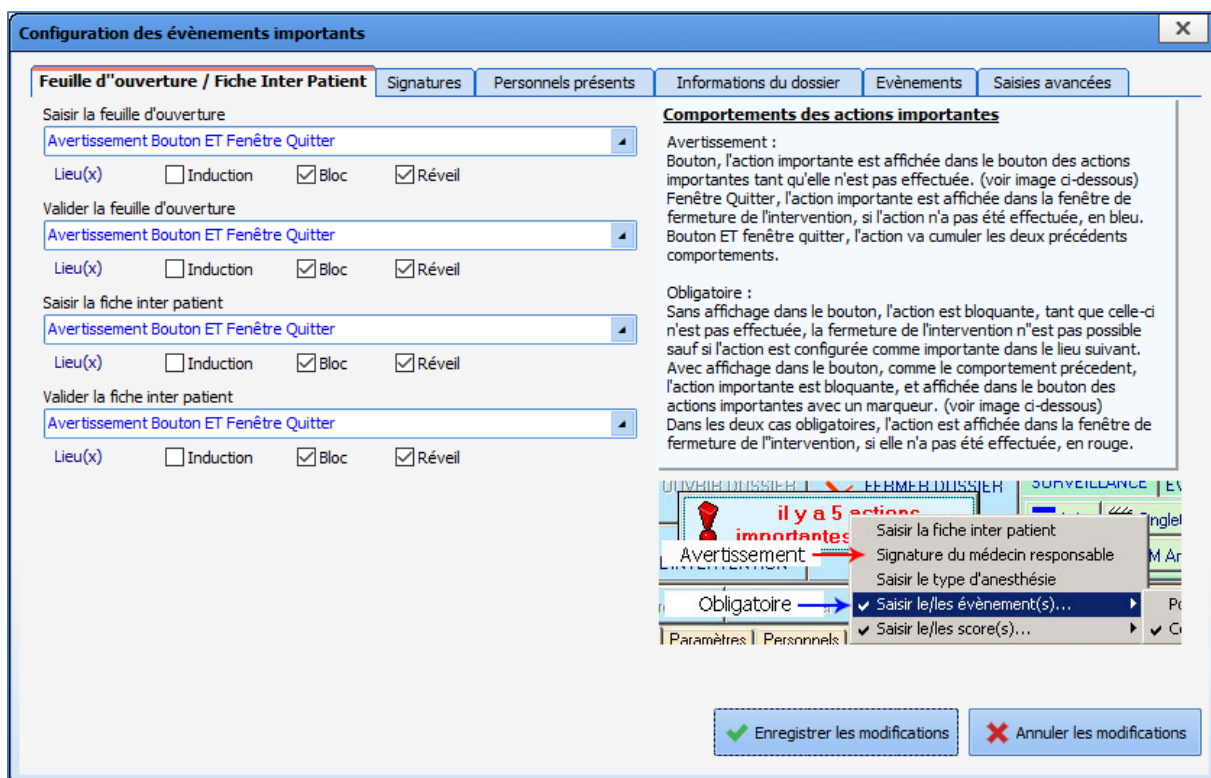 Configuration des évènements importants
Feuille d"ouverture / Fiche Inter Patient Signatures Personnels présents Informations du dossier Evènements Saisies avancées
Saisir la feuille d'ouverture
Avertissement Bouton ET Fenêtre Quitter
Lieu(x) Induction Bloc Réveil
Valider la feuille d'ouverture
Avertissement Bouton ET Fenêtre Quitter
Lieu(x) Induction Bloc Réveil
Saisir la fiche inter patient
Avertissement Bouton ET Fenêtre Quitter
Lieu(x) Induction Bloc Réveil
Valider la fiche inter patient
Avertissement Bouton ET Fenêtre Quitter
Lieu(x) Induction Bloc Réveil
Comportements des actions importantes
Avertissement :
Bouton, l'action importante est affichée dans le bouton des actions
importantes tant qu'elle n'est pas effectuée. (voir image ci-dessous)
Fenêtre Quitter, l'action importante est affichée dans la fenêtre de
fermeture de l'intervention, si l'action n'a pas été effectuée, en bleu.
Bouton ET fenêtre quitter, l'action va cumuler les deux précédents
comportements.
Obligatoire :
Sans affichage dans le bouton, l'action est bloquante, tant que celle-ci
n'est pas effectuée, la fermeture de l'intervention n"est pas possible
sauf si l'action est configurée comme importante dans le lieu suivant.
Avec affichage dans le bouton, comme le comportement précedent,
l'action importante est bloquante, et affichée dans le bouton des
actions importantes avec un marqueur. (voir image ci-dessous)
Dans les deux cas obligatoires, l'action est affichée dans la fenêtre de
fermeture de l"intervention, si elle n'a pas été effectuée, en rouge.
OUVRIR DOSSIER FERMER DOSSIER SURVEILLANCE
il y a 5 actions
importantes
Saisir la fiche inter patient
Avertissement Signature du médecin responsable
Saisir le type d'anesthésie
Obligatoire Saisir le/les évènement(s)...
Saisir le/les score(s)...
Paramètres Personnels
Enregistrer les modifications Annuler les modifications